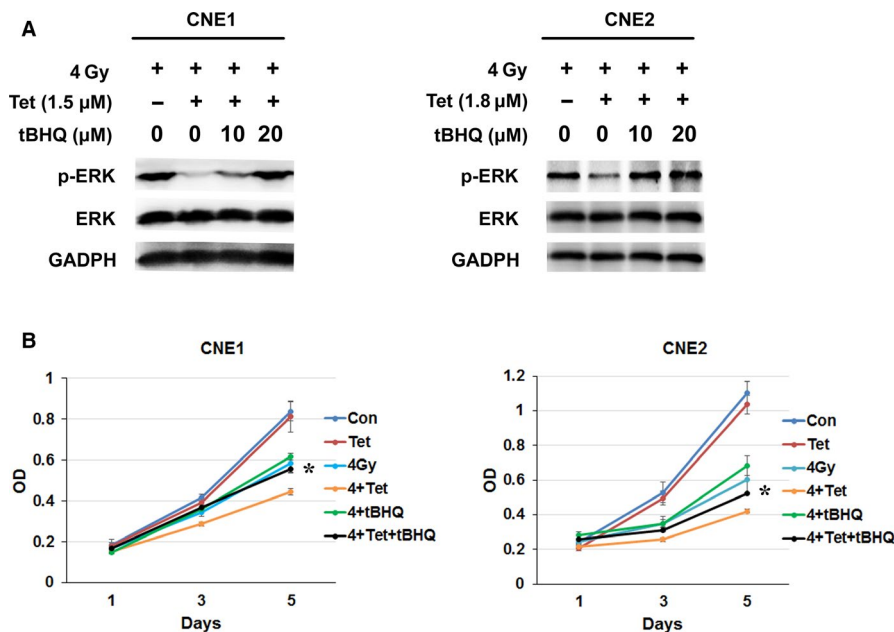 A
CNE1
4 Gy + + + +
Tet (1.5 µM) – + + +
tBHQ (µM) 0 0 10 20
p-ERK
ERK
GADPH
CNE2
4 Gy + + + +
Tet (1.8 µM) – + + +
tBHQ (µM) 0 0 10 20
p-ERK
ERK
GADPH
B
CNE1
1
0.8
0.6
0.4
0.2
0
OD
1 3 5
Days
*
Con
Tet
4Gy
4+Tet
4+tBHQ
4+Tet+tBHQ
CNE2
1.2
1
0.8
0.6
0.4
0.2
0
OD
1 3 5
Days
*
Con
Tet
4Gy
4+Tet
4+tBHQ
4+Tet+tBHQ